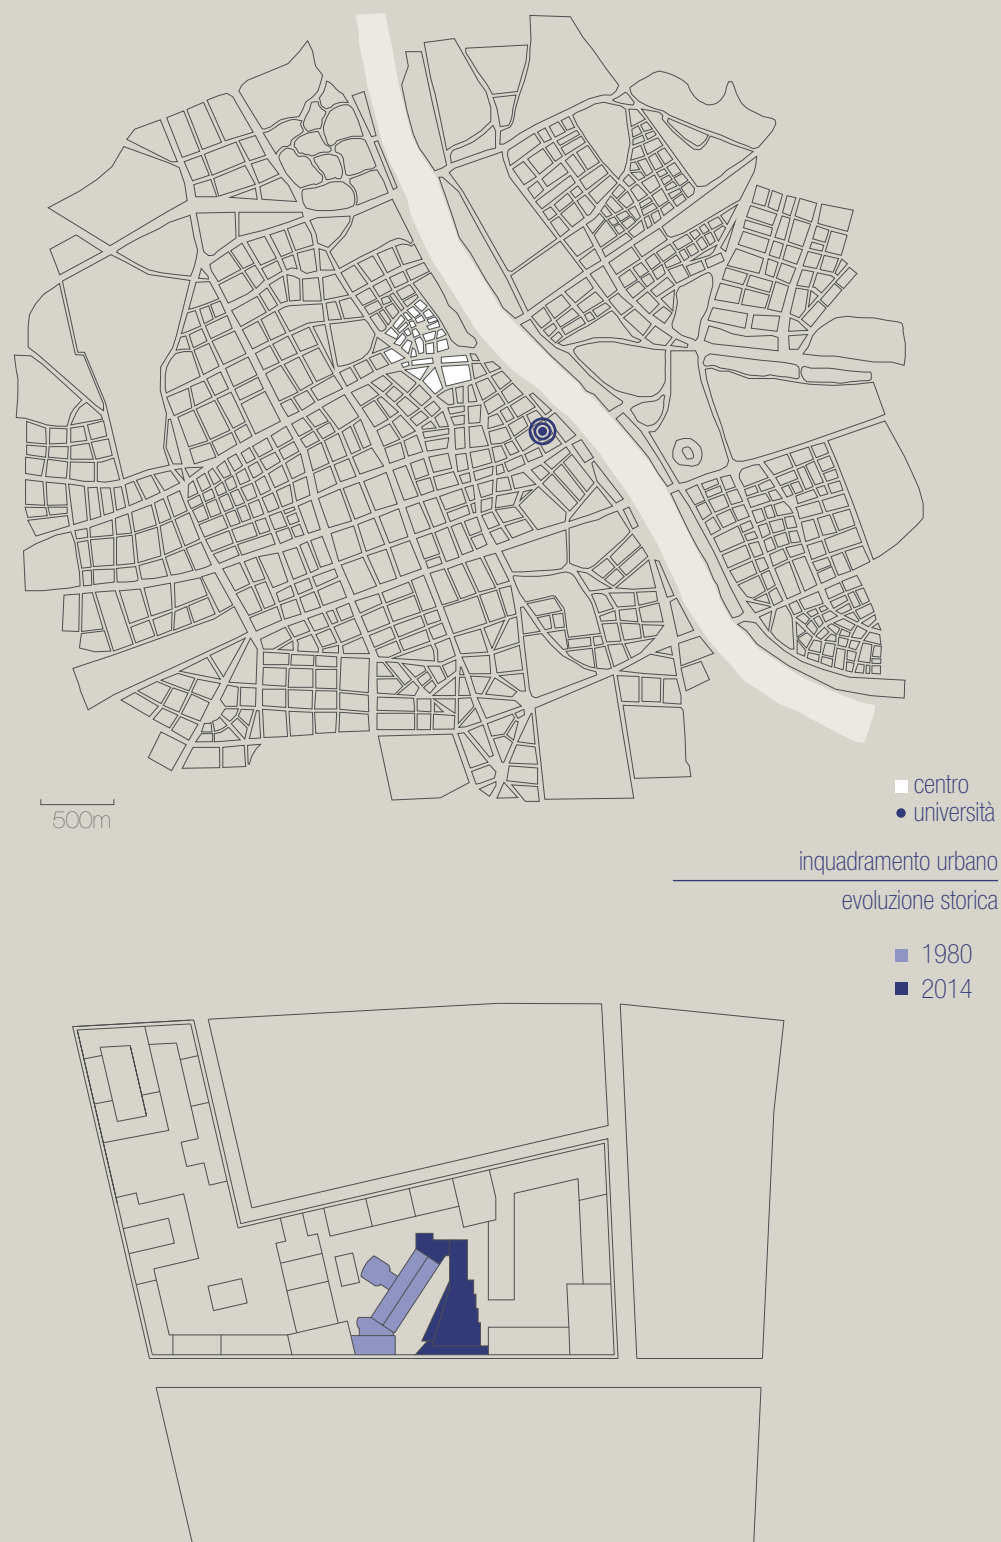 500m
centro
università
inquadramento urbano
evoluzione storica
1980
2014